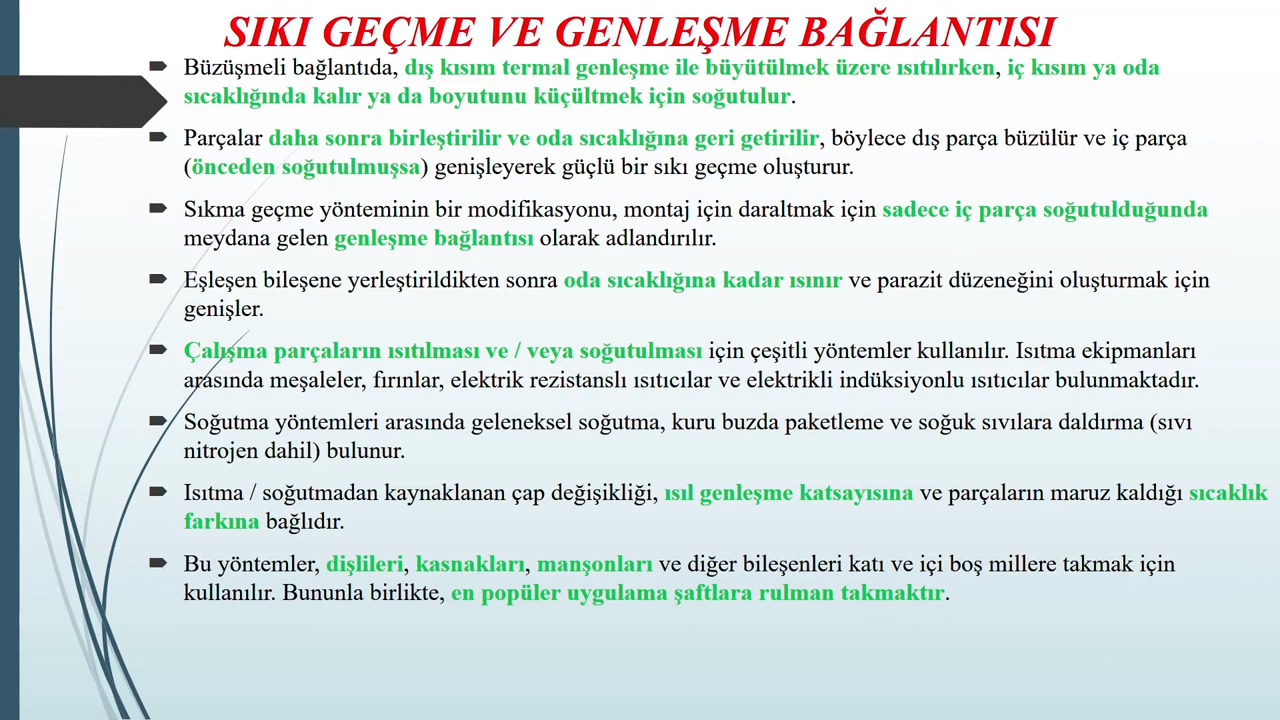 SIKI GEÇME VE GENLEŞME BAĞLANTISI
Büzüşmeli bağlantıda, dış kısım termal genleşme ile büyütülmek üzere ısıtılırken, iç kısım ya oda
sıcaklığında kalır ya da boyutunu küçültmek için soğutulur.
Parçalar daha sonra birleştirilir ve oda sıcaklığına geri getirilir, böylece dış parça büzülür ve iç parça
(önceden soğutulmuşsa) genişleyerek güçlü bir sıkı geçme oluşturur.
Sıkma geçme yönteminin bir modifikasyonu, montaj için daraltmak için sadece iç parça soğutulduğunda
meydana gelen genleşme bağlantısı olarak adlandırılır.
Eşleşen bileşene yerleştirildikten sonra oda sıcaklığına kadar ısınır ve parazit düzeneğini oluşturmak için
genişler.
Çalışma parçaların ısıtılması ve / veya soğutulması için çeşitli yöntemler kullanılır. Isıtma ekipmanları
arasında meşaleler, fırınlar, elektrik rezistanslı ısıtıcılar ve elektrikli indüksiyonlu ısıtıcılar bulunmaktadır.
Soğutma yöntemleri arasında geleneksel soğutma, kuru buzda paketleme ve soğuk sıvılara daldırma (sıvı
nitrojen dahil) bulunur.
Isıtma / soğutmadan kaynaklanan çap değişikliği, ısıl genleşme katsayısına ve parçaların maruz kaldığı sıcaklık
farkına bağlıdır.
Bu yöntemler, dişlileri, kasnakları, manşonları ve diğer bileşenleri katı ve içi boş millere takmak için
kullanılır. Bununla birlikte, en popüler uygulama şaftlara rulman takmaktır.